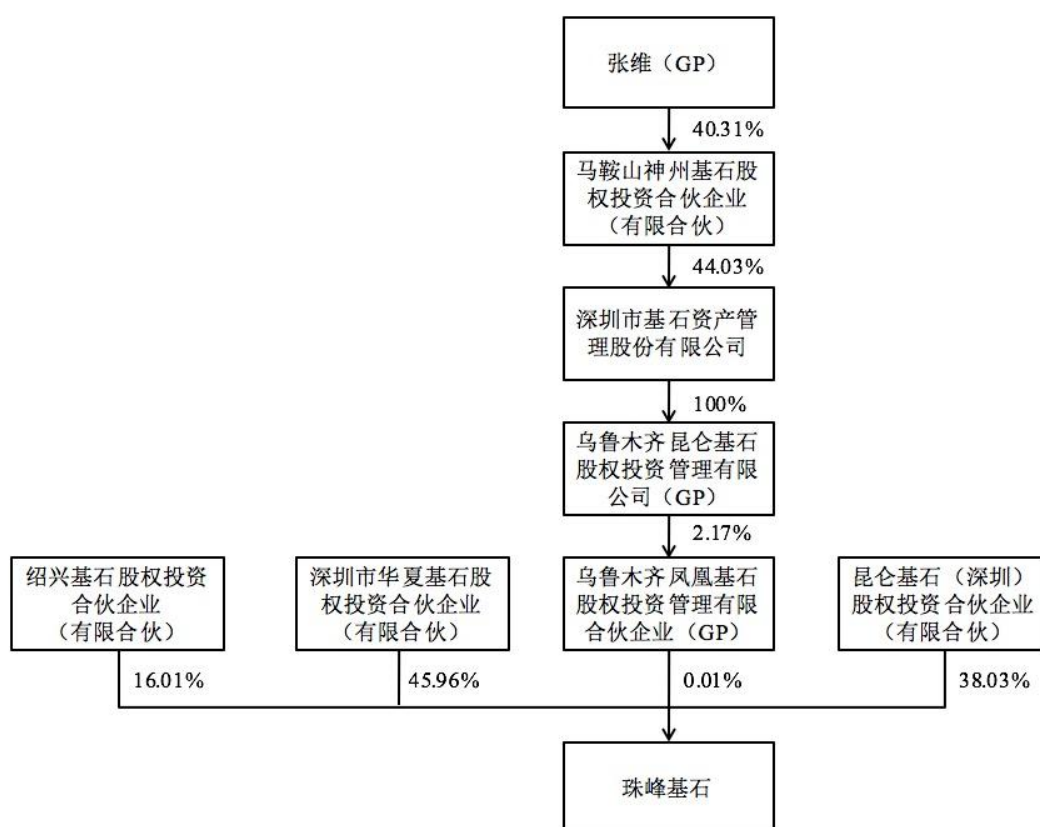 张维（GP）
40.31%
马鞍山神州基石股
权投资合伙企业
（有限合伙）
44.03%
深圳市基石资产管
理股份有限公司
100%
乌鲁木齐昆仑基石
股权投资管理有限
公司（GP）
2.17%
绍兴基石股权投资
合伙企业
（有限合伙）
深圳市华夏基石股
权投资合伙企业
（有限合伙）
乌鲁木齐凤凰基石
股权投资管理有限
合伙企业（GP）
昆仑基石（深圳）
股权投资合伙企业
（有限合伙）
16.01%
45.96%
0.01%
38.03%
珠峰基石